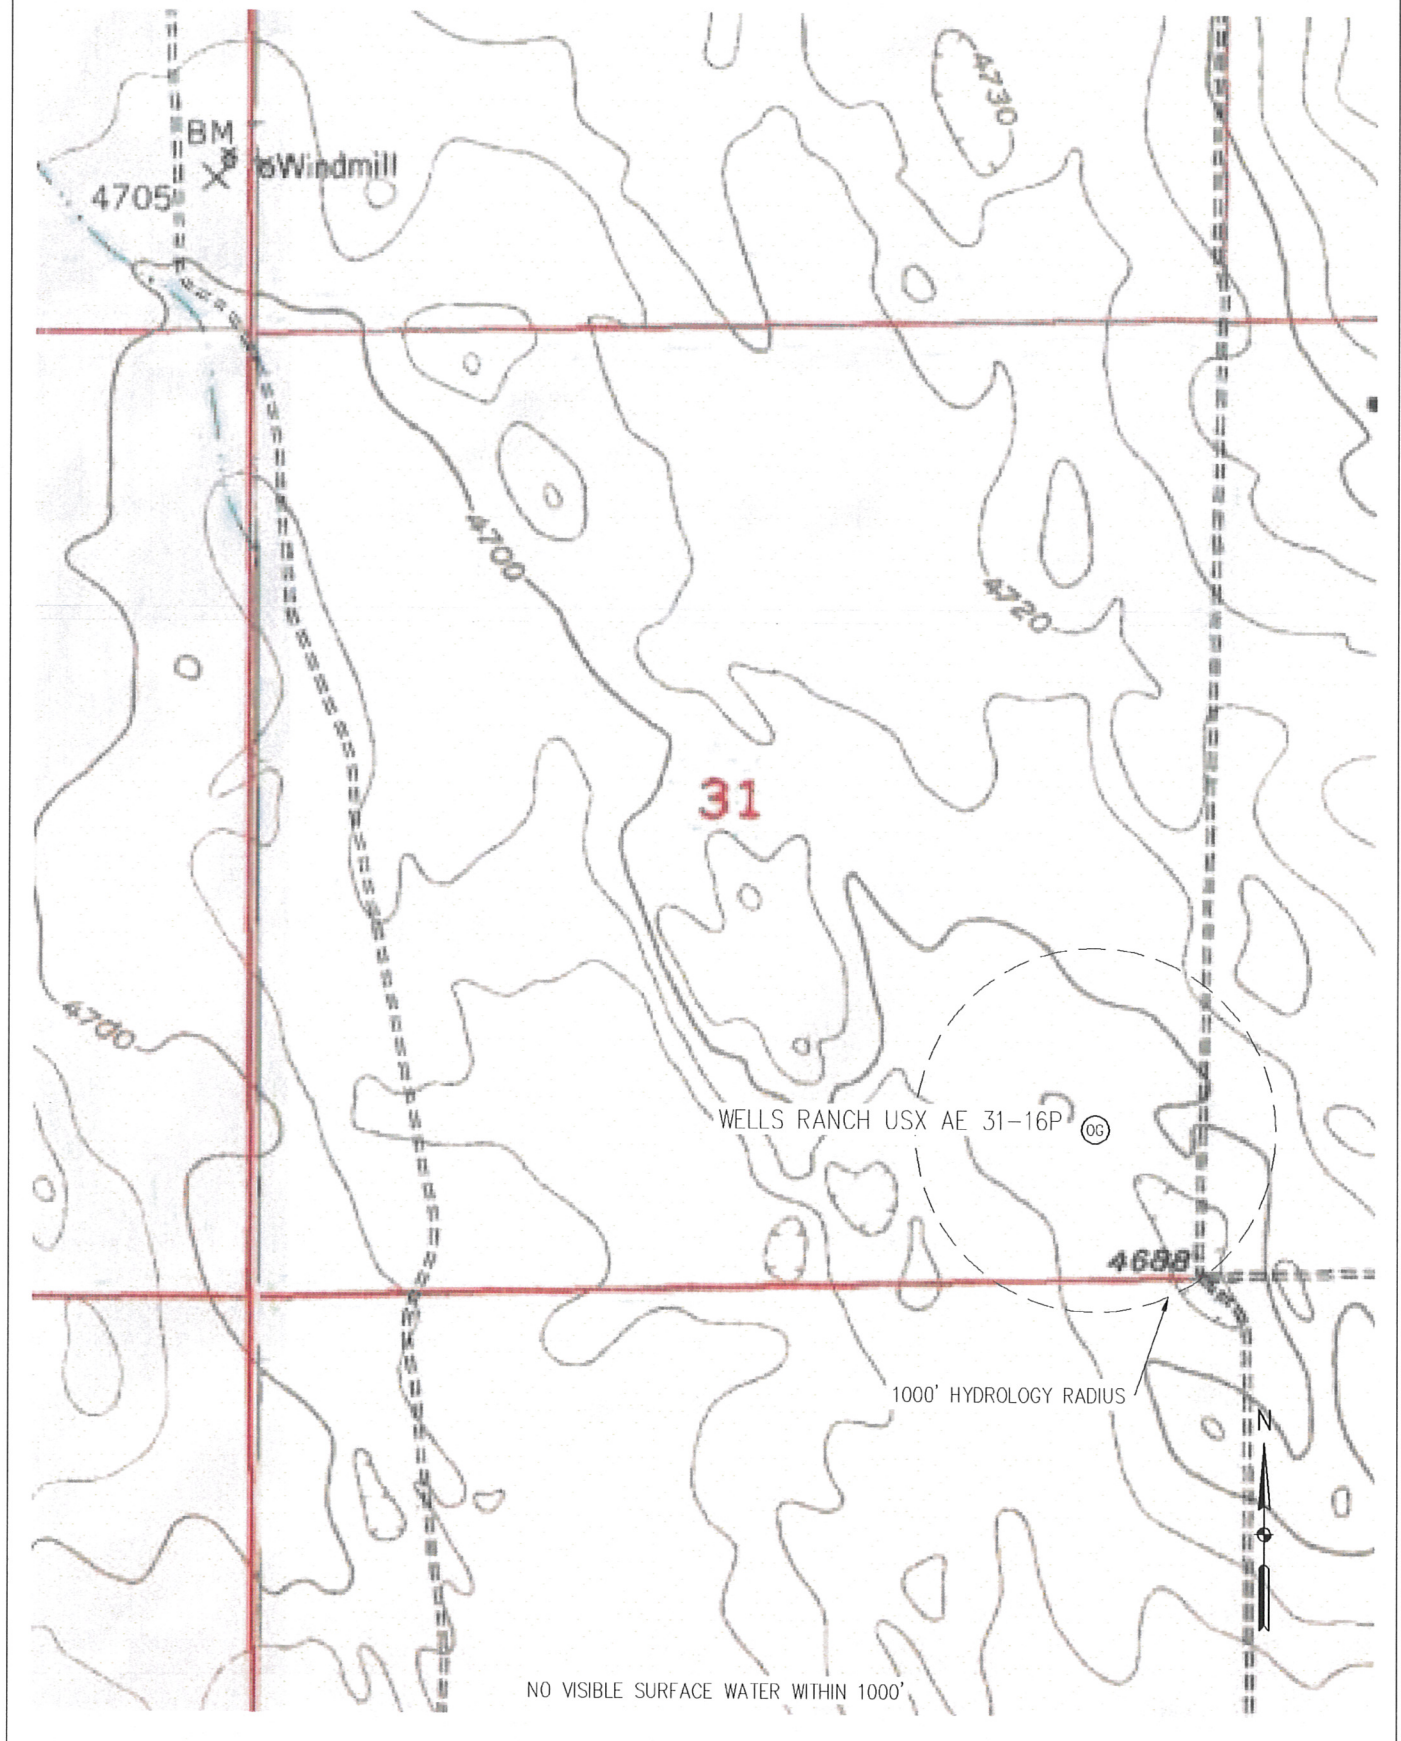 4730
BM
Windmill
4705
4700
4720
31
4700
WELLS RANCH USX AE 31-16P
OG
4688
1000' HYDROLOGY RADIUS
N
NO VISIBLE SURFACE WATER WITHIN 1000'